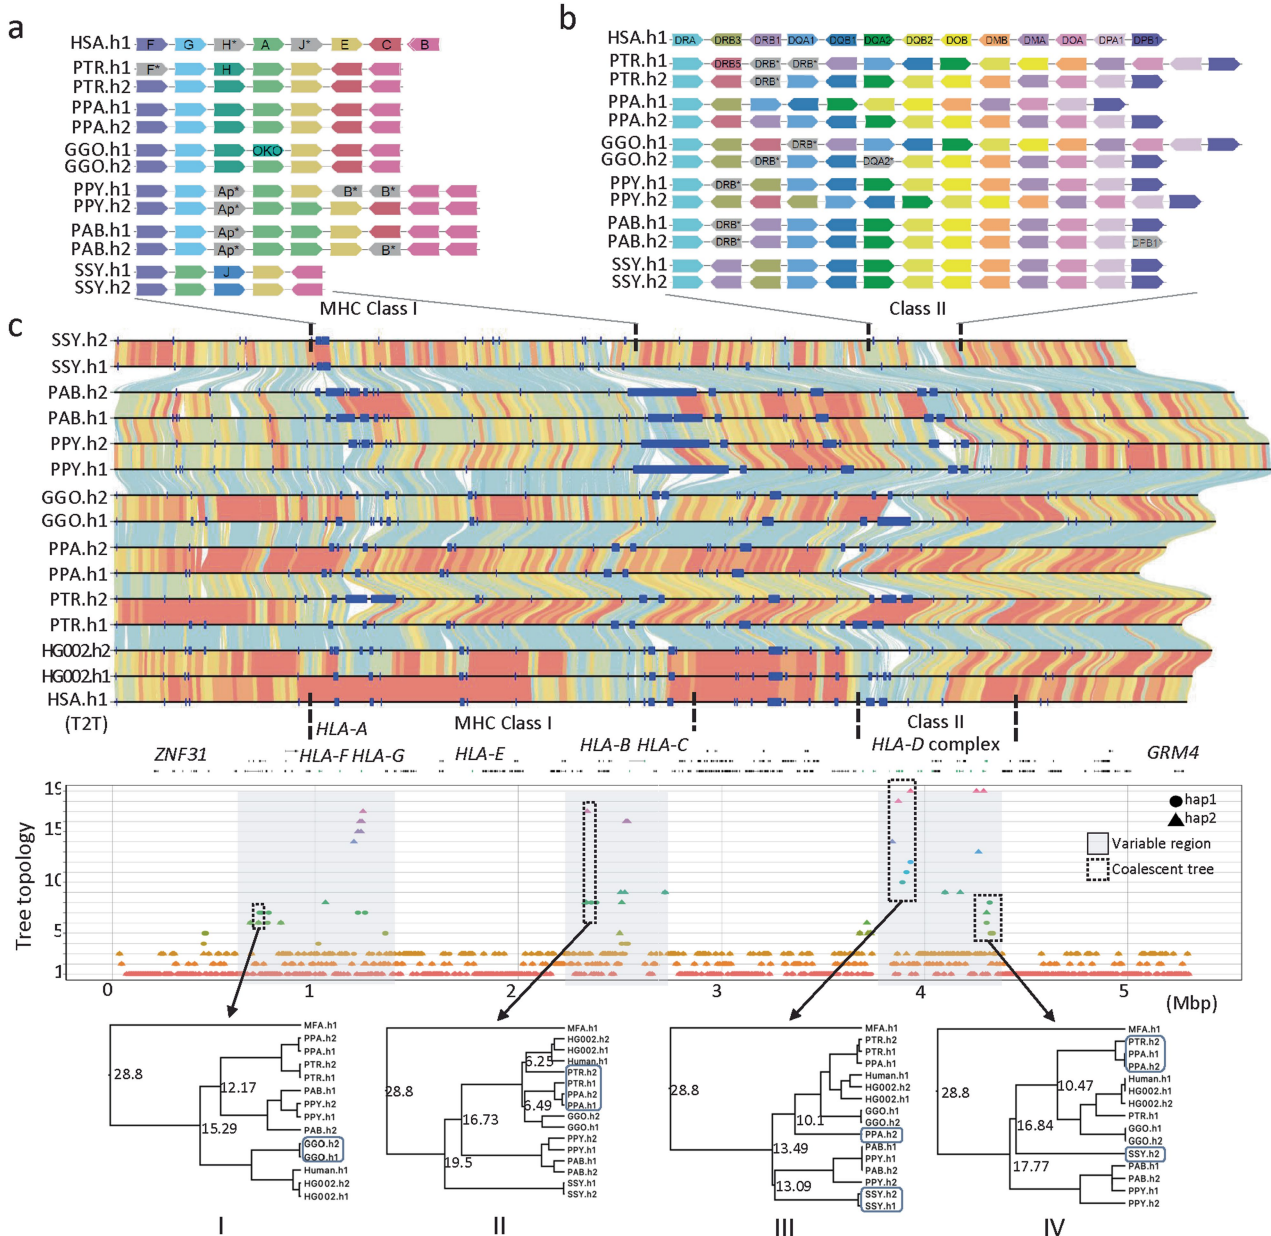 a
HSA.h1 F G H* A J* E C B
PTR.h1 F* H
PTR.h2
PPA.h1
PPA.h2
GGO.h1 OKO
GGO.h2
PPY.h1 Ap* B* B*
PPY.h2 Ap*
PAB.h1 Ap*
PAB.h2 Ap* B*
SSY.h1 J
SSY.h2
MHC Class I
b
HSA.h1 DRA DRB3 DRB1 DQA1 DQB1 DQA2 DQB2 DOB DMB DMA DOA DPA1 DPB1
PTR.h1 DRB5 DRB* DRB*
PTR.h2 DRB*
PPA.h1
PPA.h2
GGO.h1 DRB*
GGO.h2 DRB* DQA2*
PPY.h1 DRB*
PPY.h2
PAB.h1 DRB*
PAB.h2 DRB* DPB1
SSY.h1
SSY.h2
Class II
c
SSY.h2
SSY.h1
PAB.h2
PAB.h1
PPY.h2
PPY.h1
GGO.h2
GGO.h1
PPA.h2
PPA.h1
PTR.h2
PTR.h1
HG002.h2
HG002.h1
HSA.h1
(T2T)
MHC Class I
Class II
HLA-A
ZNF31 HLA-F HLA-G HLA-E HLA-B HLA-C HLA-D complex GRM4
Tree topology
19
15
10
5
1
hap1
hap2
Variable region
Coalescent tree
0 1 2 3 4 5 (Mbp)
MFA.h1
PPA.h2
PPA.h1
PTR.h2
PTR.h1
PAB.h1
PPY.h2
PPY.h1
PAB.h2
GGO.h2
GGO.h1
Human.h1
HG002.h2
HG002.h1
28.8
12.17
15.29
I
MFA.h1
HG002.h2
HG002.h1
Human.h1
PTR.h2
PTR.h1
PPA.h2
PPA.h1
GGO.h2
GGO.h1
PPY.h2
PPY.h1
PAB.h1
PAB.h2
SSY.h1
SSY.h2
28.8
6.25
6.49
16.73
19.5
II
MFA.h1
PTR.h2
PTR.h1
PPA.h1
Human.h1
HG002.h2
HG002.h1
GGO.h1
GGO.h2
PPA.h2
PAB.h1
PPY.h1
PAB.h2
PPY.h2
SSY.h2
SSY.h1
28.8
10.1
13.49
13.09
III
MFA.h1
PTR.h2
PPA.h1
PPA.h2
Human.h1
HG002.h1
HG002.h2
PTR.h1
GGO.h1
GGO.h2
SSY.h2
PAB.h1
PAB.h2
PPY.h1
PPY.h2
28.8
10.47
16.84
17.77
IV